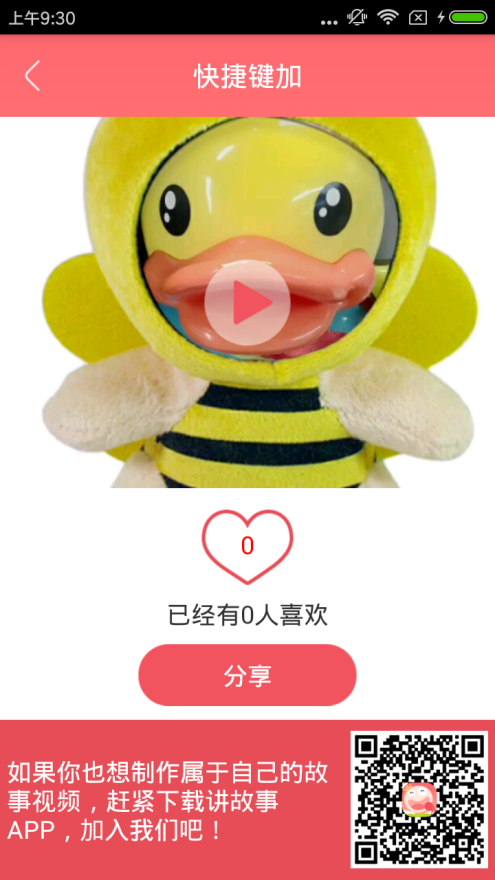 上午9:30
快捷键加
0
已经有0人喜欢
分享
如果你也想制作属于自己的故
事视频，赶紧下载讲故事
APP，加入我们吧！